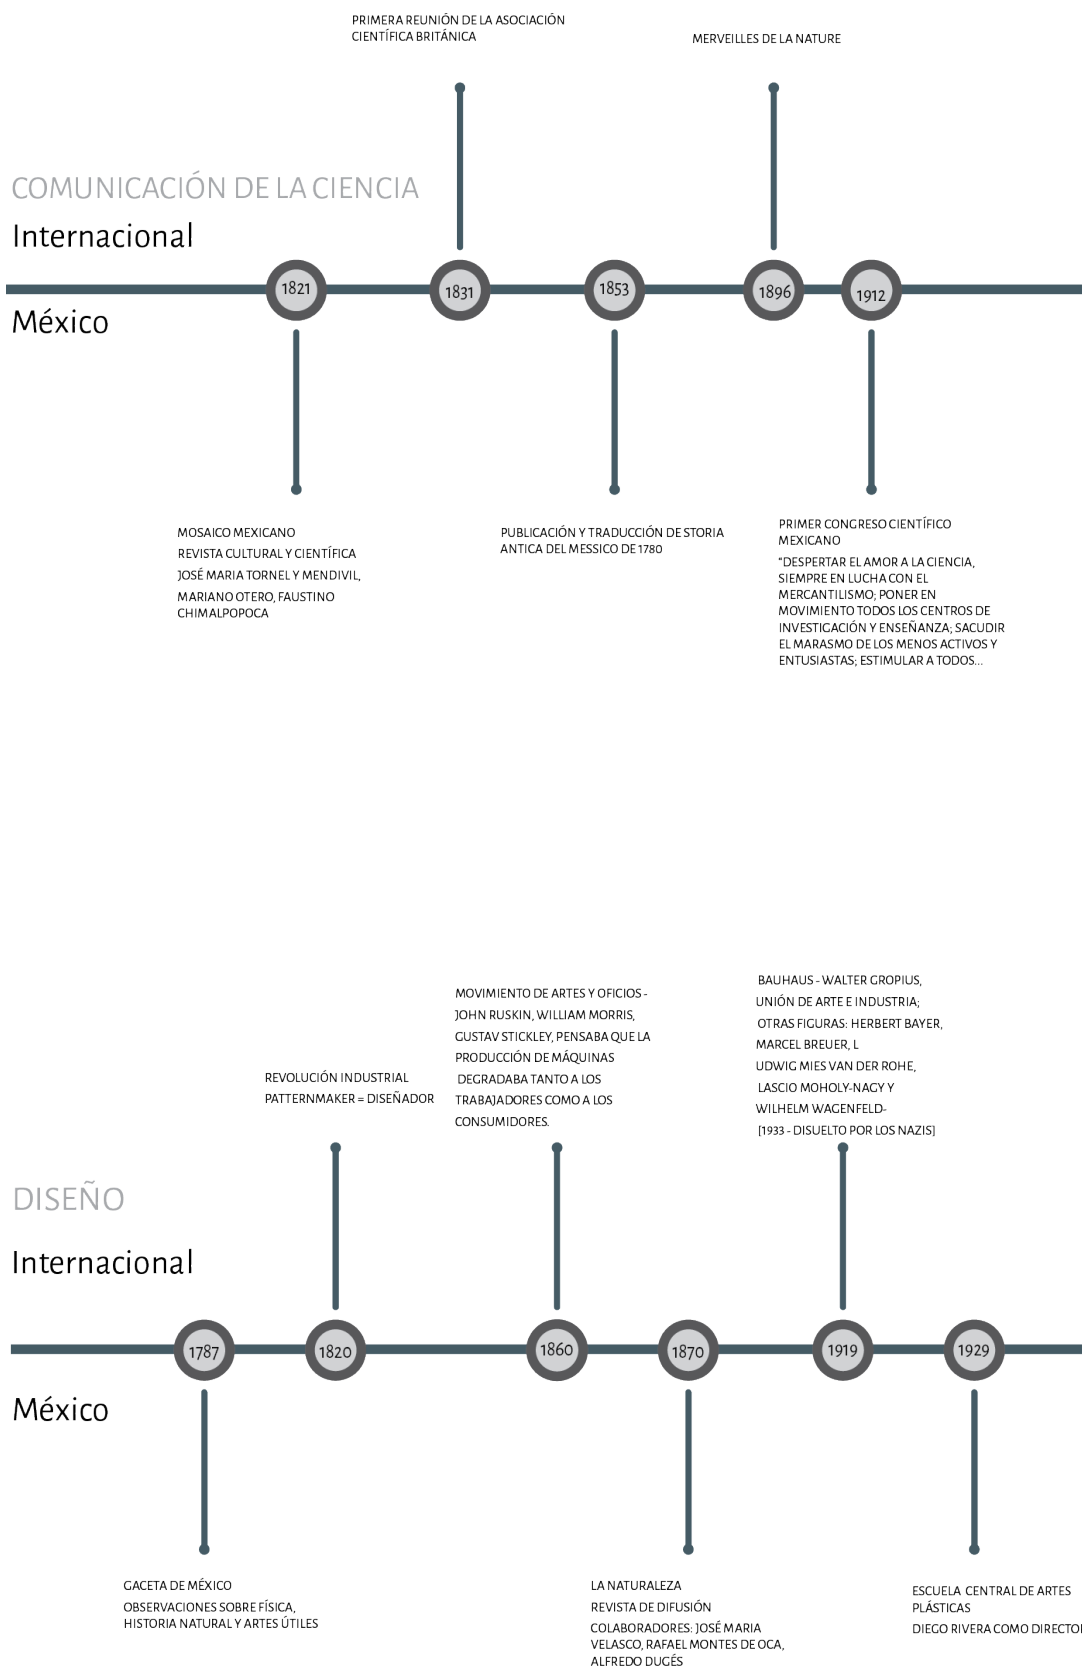 PRIMERA REUNIÓN DE LA ASOCIACIÓN
CIENTÍFICA BRITÁNICA
MERVEILLES DE LA NATURE
COMUNICACIÓN DE LA CIENCIA
Internacional
1821
1831
1853
1896
1912
México
MOSAICO MEXICANO
REVISTA CULTURAL Y CIENTÍFICA
JOSÉ MARIA TORNEL Y MENDIVIL,
MARIANO OTERO, FAUSTINO
CHIMALPOPOCA
PUBLICACIÓN Y TRADUCCIÓN DE STORIA
ANTICA DEL MESSICO DE 1780
PRIMER CONGRESO CIENTÍFICO
MEXICANO
"DESPERTAR EL AMOR A LA CIENCIA,
SIEMPRE EN LUCHA CON EL
MERCANTILISMO; PONER EN
MOVIMIENTO TODOS LOS CENTROS DE
INVESTIGACIÓN Y ENSEÑANZA; SACUDIR
EL MARASMO DE LOS MENOS ACTIVOS Y
ENTUSIASTAS; ESTIMULAR A TODOS...
REVOLUCIÓN INDUSTRIAL
PATTERNMAKER = DISEÑADOR
MOVIMIENTO DE ARTES Y OFICIOS -
JOHN RUSKIN, WILLIAM MORRIS,
GUSTAV STICKLEY, PENSABA QUE LA
PRODUCCIÓN DE MÁQUINAS
DEGRADABA TANTO A LOS
TRABAJADORES COMO A LOS
CONSUMIDORES.
BAUHAUS - WALTER GROPIUS,
UNIÓN DE ARTE E INDUSTRIA;
OTRAS FIGURAS: HERBERT BAYER,
MARCEL BREUER, L
UDWIG MIES VAN DER ROHE,
LASCIO MOHOLY-NAGY Y
WILHELM WAGENFELD-
[1933 - DISUELTO POR LOS NAZIS]
DISEÑO
Internacional
1787
1820
1860
1870
1919
1929
México
GACETA DE MÉXICO
OBSERVACIONES SOBRE FÍSICA,
HISTORIA NATURAL Y ARTES ÚTILES
LA NATURALEZA
REVISTA DE DIFUSIÓN
COLABORADORES: JOSÉ MARIA
VELASCO, RAFAEL MONTES DE OCA,
ALFREDO DUGÉS
ESCUELA CENTRAL DE ARTES
PLÁSTICAS
DIEGO RIVERA COMO DIRECTOR